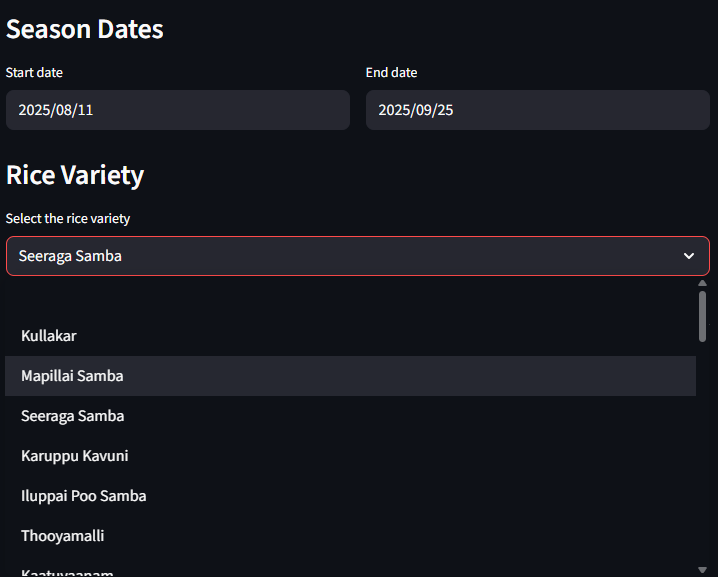 Season Dates
Start date End date
2025/08/11 2025/09/25
Rice Variety
Select the rice variety
Seeraga Samba
Kullakar
Mapillai Samba
Seeraga Samba
Karuppu Kavuni
Iluppai Poo Samba
Thooyamalli
Kaatuyaanam